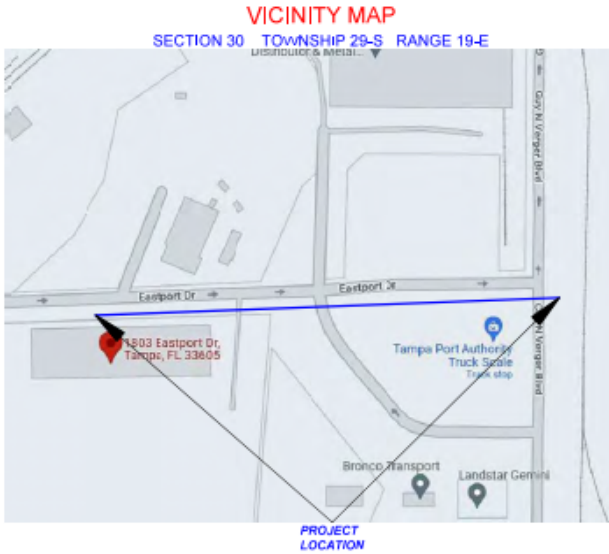 VICINITY MAP
SECTION 30 TOWNSHIP 29-S RANGE 19-E
Distributor & Metal...
Guy N Verger Blvd
Eastport Dr
Eastport Dr
1803 Eastport Dr,
Tampa, FL 33605
Tampa Port Authority
Truck Scale
Truck stop
N Verger Blvd
Bronco Transport
Landstar Gemini
PROJECT
LOCATION